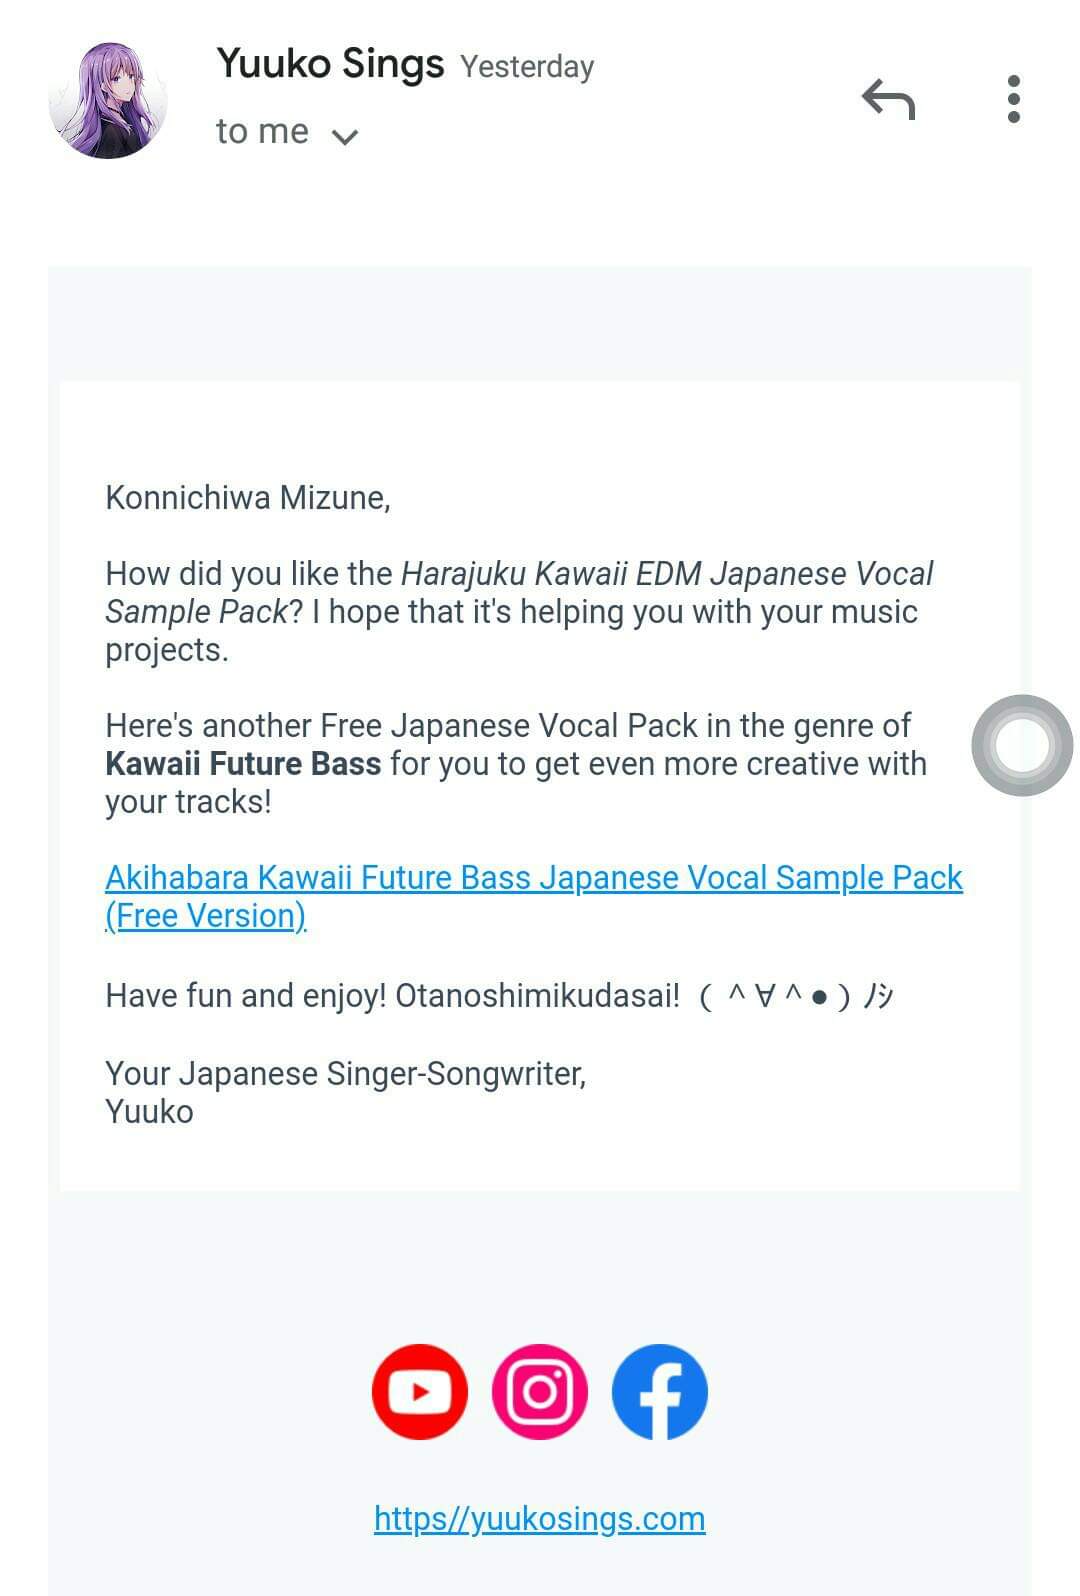 Yuuko Sings Yesterday
to me
Konnichiwa Mizune,
How did you like the Harajuku Kawaii EDM Japanese Vocal
Sample Pack? I hope that it's helping you with your music
projects.
Here's another Free Japanese Vocal Pack in the genre of
Kawaii Future Bass for you to get even more creative with
your tracks!
Akihabara Kawaii Future Bass Japanese Vocal Sample Pack
(Free Version)
Have fun and enjoy! Otanoshimikudasai! ( ^ ∀ ^ ● ) ﾉｼ
Your Japanese Singer-Songwriter,
Yuuko
https//yuukosings.com